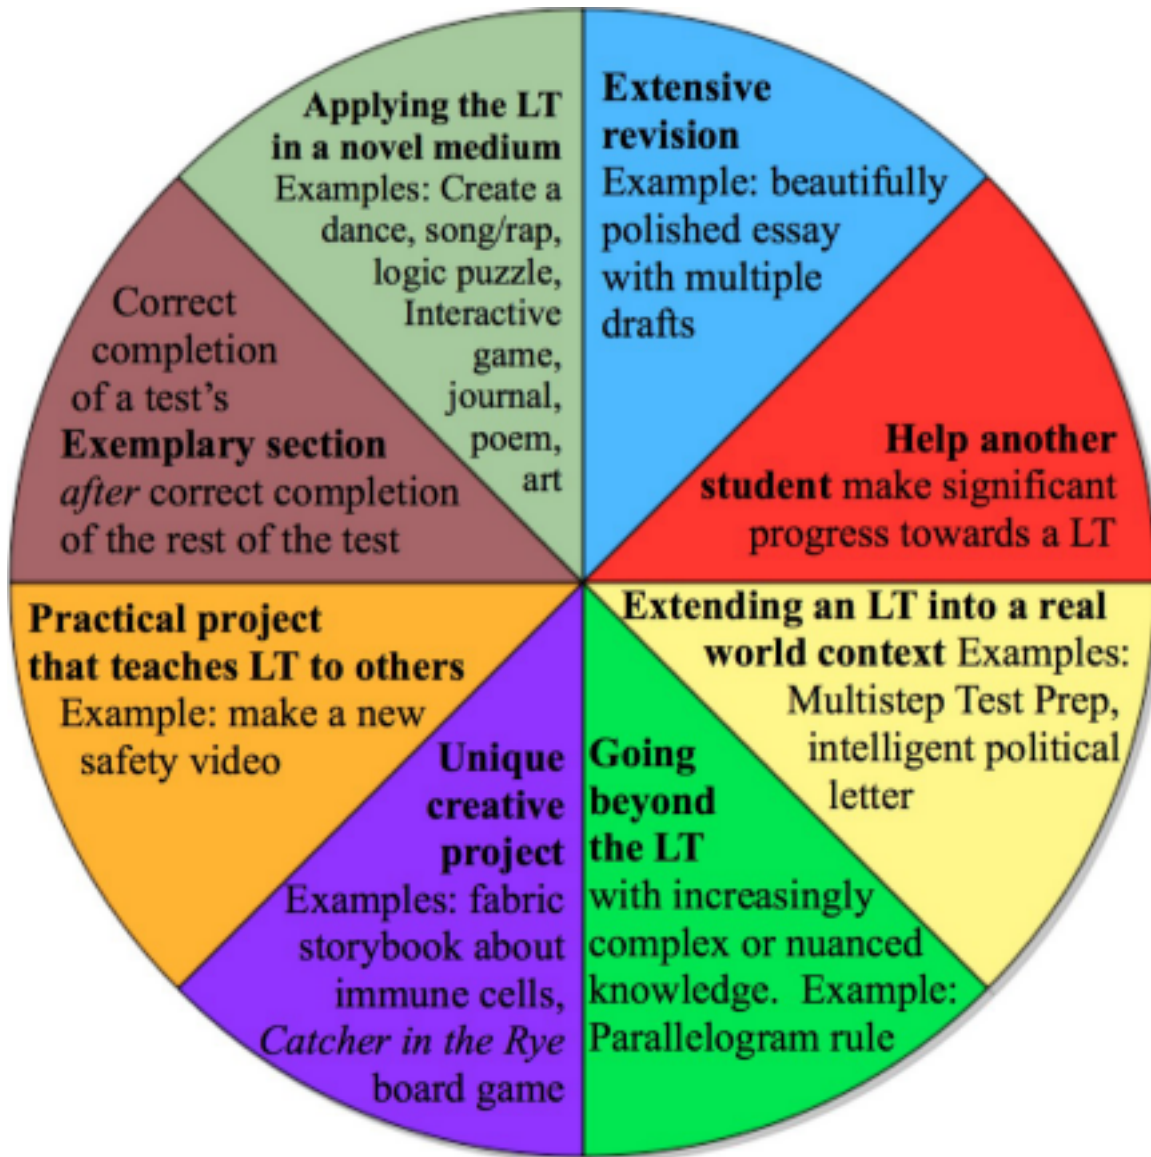 Applying the LT
in a novel medium
Examples: Create a
dance, song/rap,
logic puzzle,
Interactive
game,
journal,
poem,
art
Extensive
revision
Example: beautifully
polished essay
with multiple
drafts
Help another
student make significant
progress towards a LT
Extending an LT into a real
world context Examples:
Multistep Test Prep,
intelligent political
letter
Going
beyond
the LT
with increasingly
complex or nuanced
knowledge.  Example:
Parallelogram rule
Unique
creative
project
Examples: fabric
storybook about
immune cells,
Catcher in the Rye
board game
Practical project
that teaches LT to others
Example: make a new
safety video
Correct
completion
of a test's
Exemplary section
after correct completion
of the rest of the test